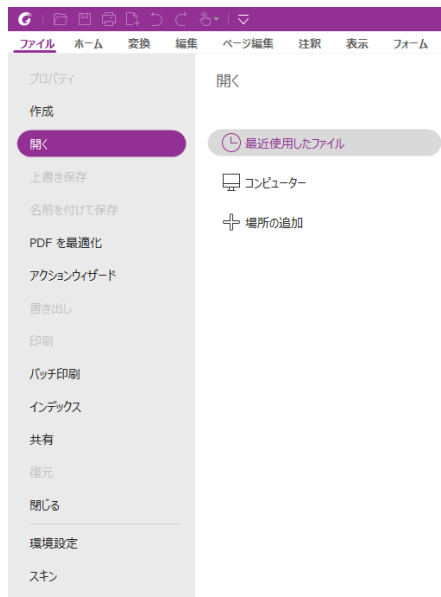 ファイル ホーム 変換 編集 ページ編集 注釈 表示 フォーム
プロパティ
作成
開く
上書き保存
名前を付けて保存
PDF を最適化
アクションウィザード
書き出し
印刷
バッチ印刷
インデックス
共有
復元
閉じる
環境設定
スキン
開く
最近使用したファイル
コンピューター
場所の追加